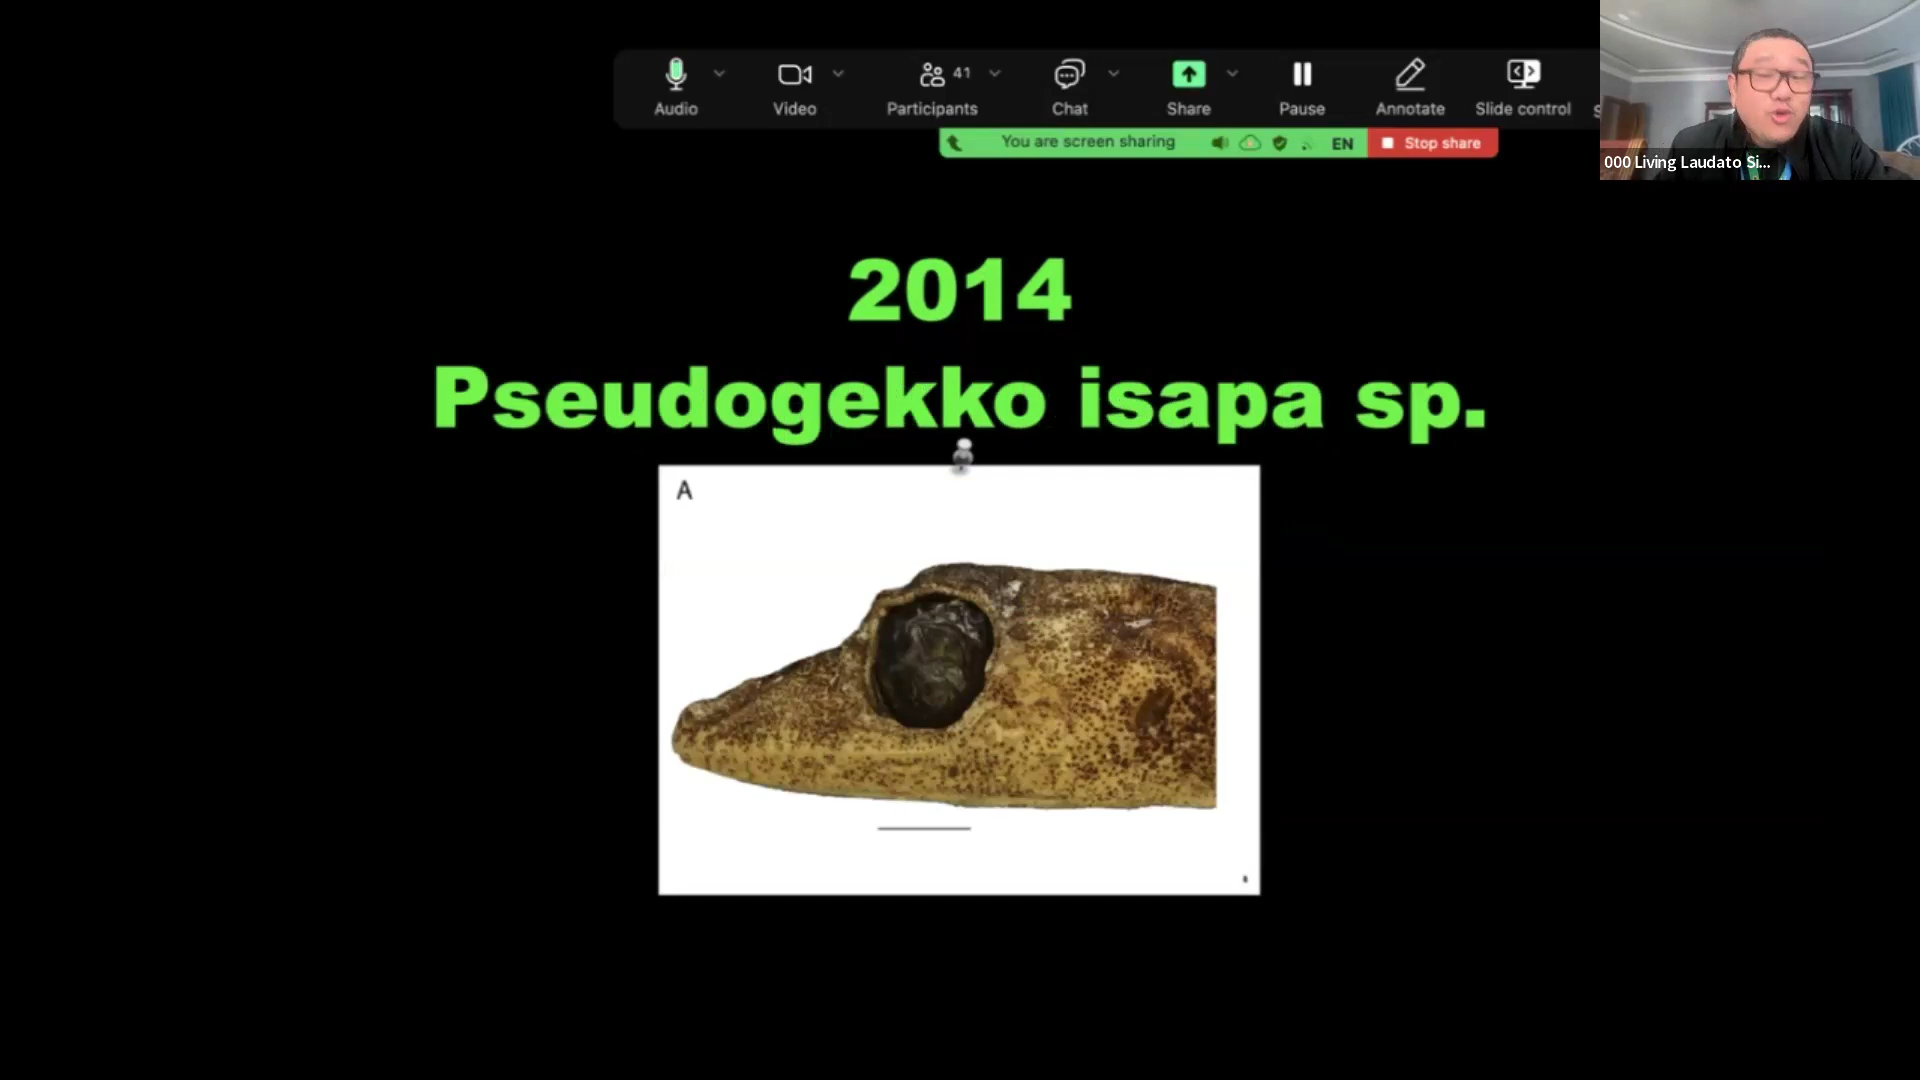 Audio
Video
41
Participants
Chat
Share
Pause
Annotate
Slide control
You are screen sharing
EN
Stop share
000 Living Laudato Si...
2014
Pseudogekko isapa sp.
A